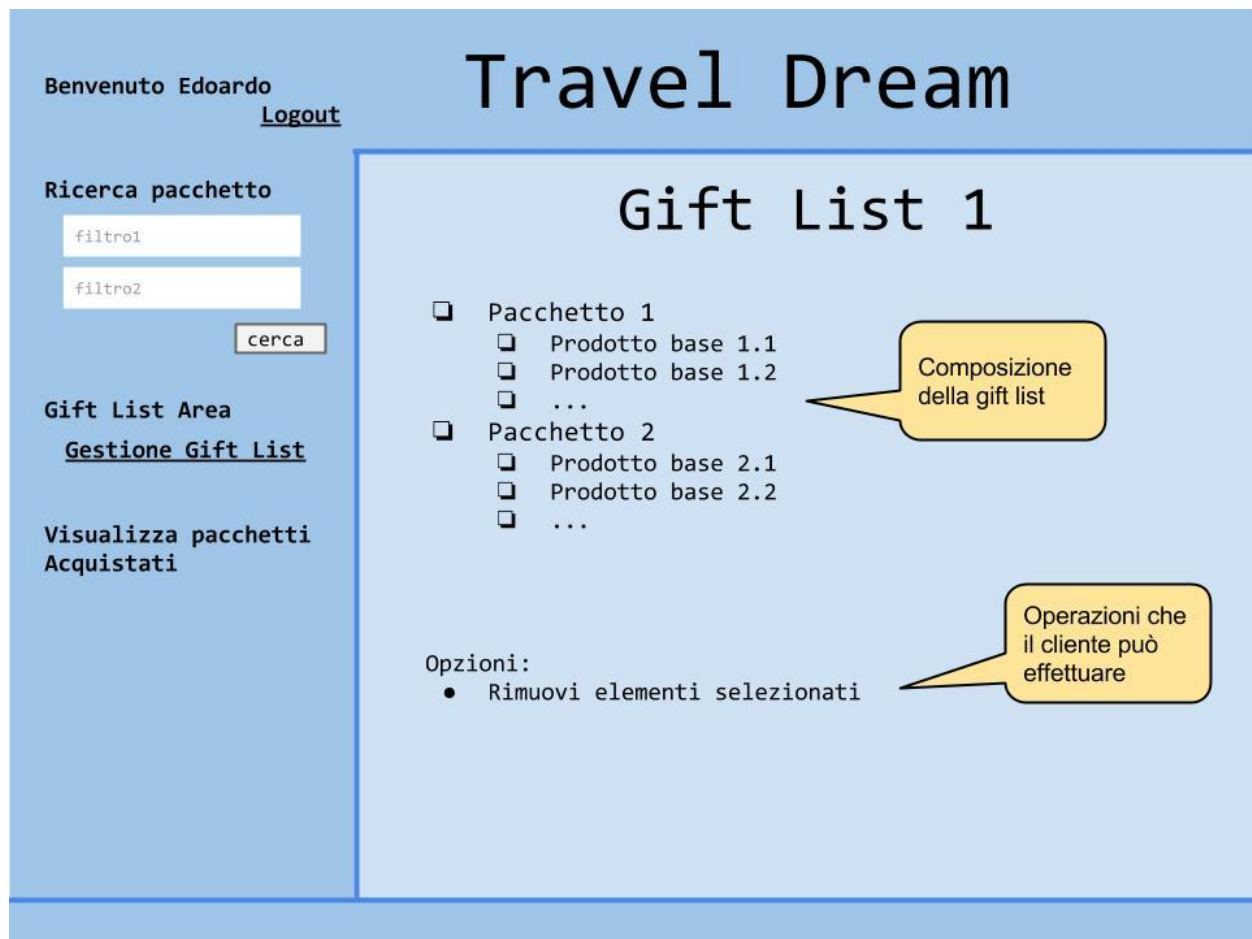 Travel Dream
Benvenuto Edoardo
Logout
Ricerca pacchetto
filtro1
filtro2
cerca
Gift List Area
Gestione Gift List
Visualizza pacchetti
Acquistati
Gift List 1
Pacchetto 1
Prodotto base 1.1
Prodotto base 1.2
...
Pacchetto 2
Prodotto base 2.1
Prodotto base 2.2
...
Composizione
della gift list
Opzioni:
Rimuovi elementi selezionati
Operazioni che
il cliente può
effettuare